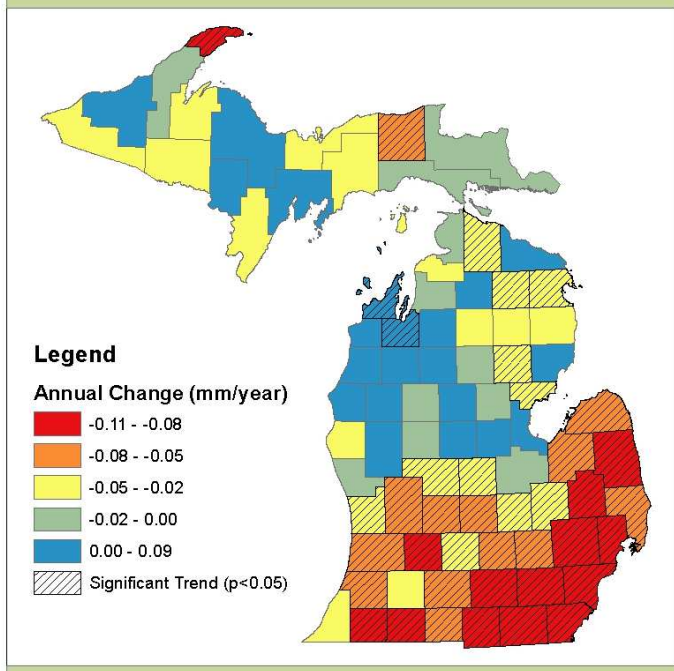 Legend
Annual Change (mm/year)
-0.11 - -0.08
-0.08 - -0.05
-0.05 - -0.02
-0.02 - 0.00
0.00 - 0.09
Significant Trend (p<0.05)